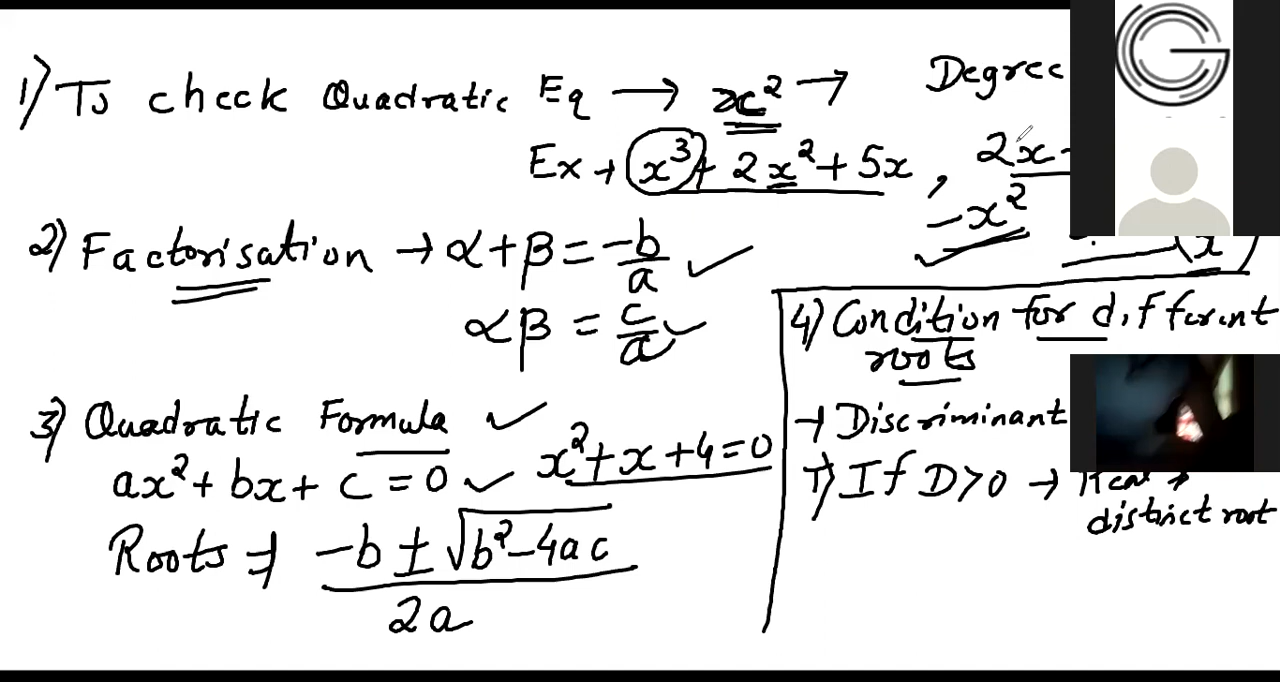 1) To check Quadratic Eq → x² → Degree
Ex → x³ + 2x² + 5x , 2x -
-x²
(x)
2) Factorisation → α + β = -b/a ✓
αβ = c/a ✓
3) Quadratic Formula ✓
ax² + bx + c = 0 ✓ x² + x + 4 = 0
Roots ⇒ -b ± √b² - 4ac
2a
4) Condition for different
roots
→ Discriminant
1) If D > 0 → Real
district root